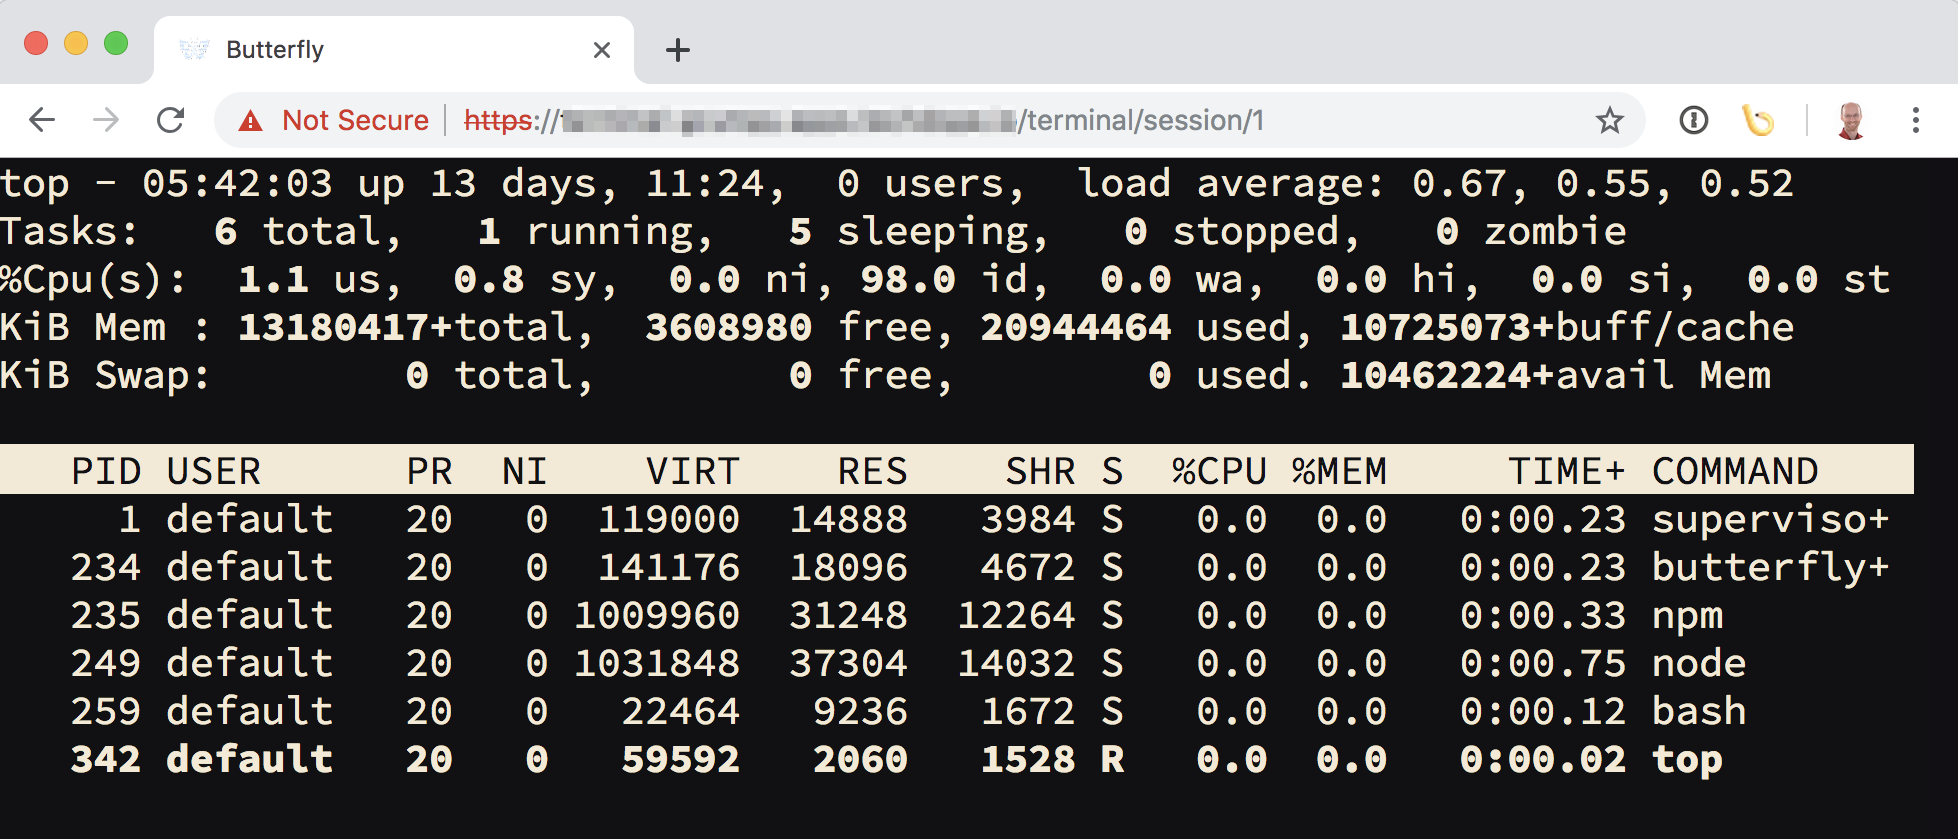 Butterfly
Not Secure https:// /terminal/session/1
top - 05:42:03 up 13 days, 11:24,  0 users,  load average: 0.67, 0.55, 0.52
Tasks:   6 total,   1 running,   5 sleeping,   0 stopped,   0 zombie
%Cpu(s):  1.1 us,  0.8 sy,  0.0 ni, 98.0 id,  0.0 wa,  0.0 hi,  0.0 si,  0.0 st
KiB Mem : 13180417+total,  3608980 free, 20944464 used, 10725073+buff/cache
KiB Swap:        0 total,        0 free,        0 used. 10462224+avail Mem
PID USER      PR  NI    VIRT    RES    SHR S  %CPU %MEM     TIME+ COMMAND
1 default   20   0  119000  14888   3984 S   0.0  0.0   0:00.23 superviso+
234 default   20   0  141176  18096   4672 S   0.0  0.0   0:00.23 butterfly+
235 default   20   0 1009960  31248  12264 S   0.0  0.0   0:00.33 npm
249 default   20   0 1031848  37304  14032 S   0.0  0.0   0:00.75 node
259 default   20   0   22464   9236   1672 S   0.0  0.0   0:00.12 bash
342 default   20   0   59592   2060   1528 R   0.0  0.0   0:00.02 top